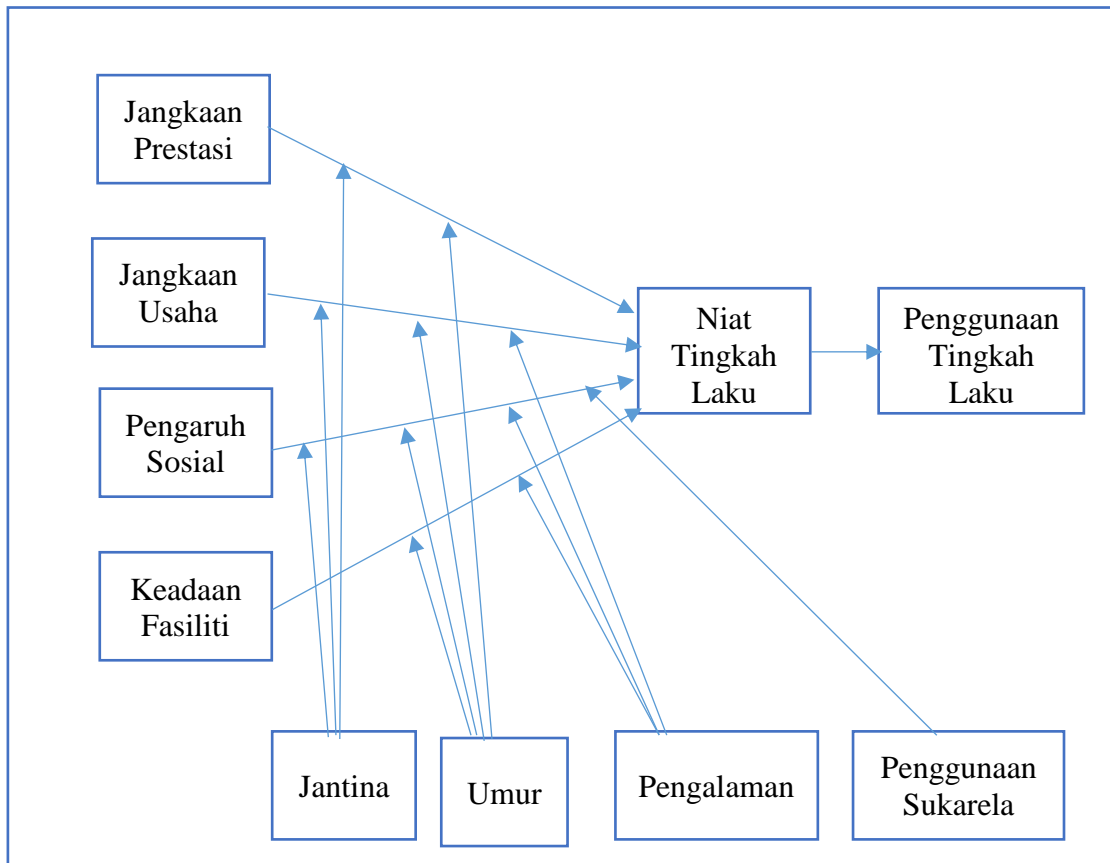 Jangkaan
Prestasi
Jangkaan
Usaha
Niat
Tingkah
Laku
Penggunaan
Tingkah
Laku
Pengaruh
Sosial
Keadaan
Fasiliti
Jantina
Umur
Pengalaman
Penggunaan
Sukarela